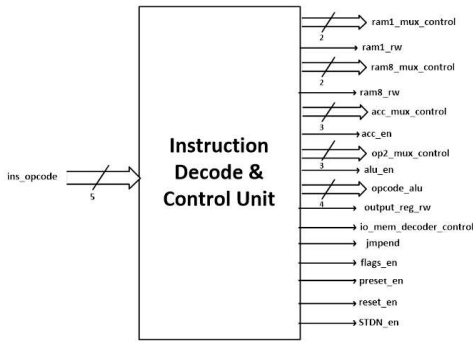 ram1_mux_control
2
ram1_rw
ram8_mux_control
2
ram8_rw
acc_mux_control
3
acc_en
Instruction
Decode &
Control Unit
op2_mux_control
3
alu_en
ins_opcode
5
opcode_alu
4
output_reg_rw
io_mem_decoder_control
jmpend
flags_en
preset_en
reset_en
STDN_en